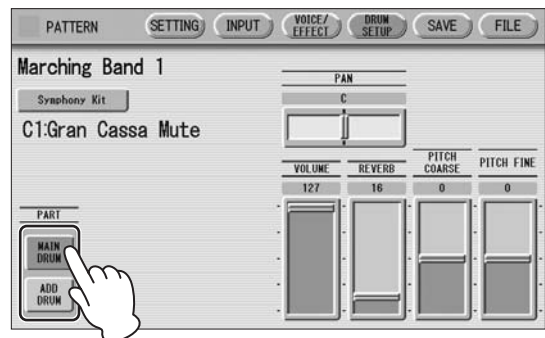 PATTERN SETTING INPUT VOICE/ EFFECT DRUM SETUP SAVE FILE
Marching Band 1
Symphony Kit
C1:Gran Cassa Mute
PAN
C
VOLUME REVERB PITCH COARSE PITCH FINE
127 16 0 0
PART
MAIN DRUM
ADD DRUM